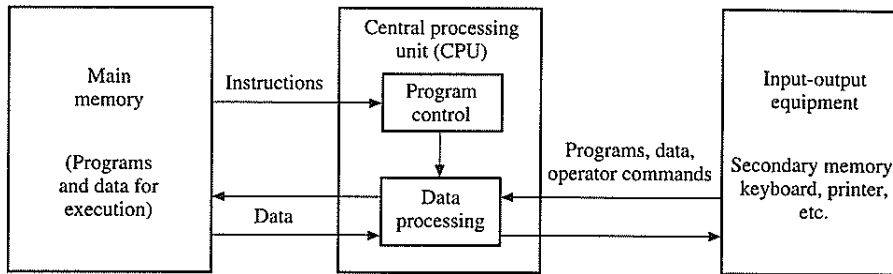 Main
memory
(Programs
and data for
execution)
Instructions
Data
Central processing
unit (CPU)
Program
control
Data
processing
Programs, data,
operator commands
Input-output
equipment
Secondary memory
keyboard, printer,
etc.